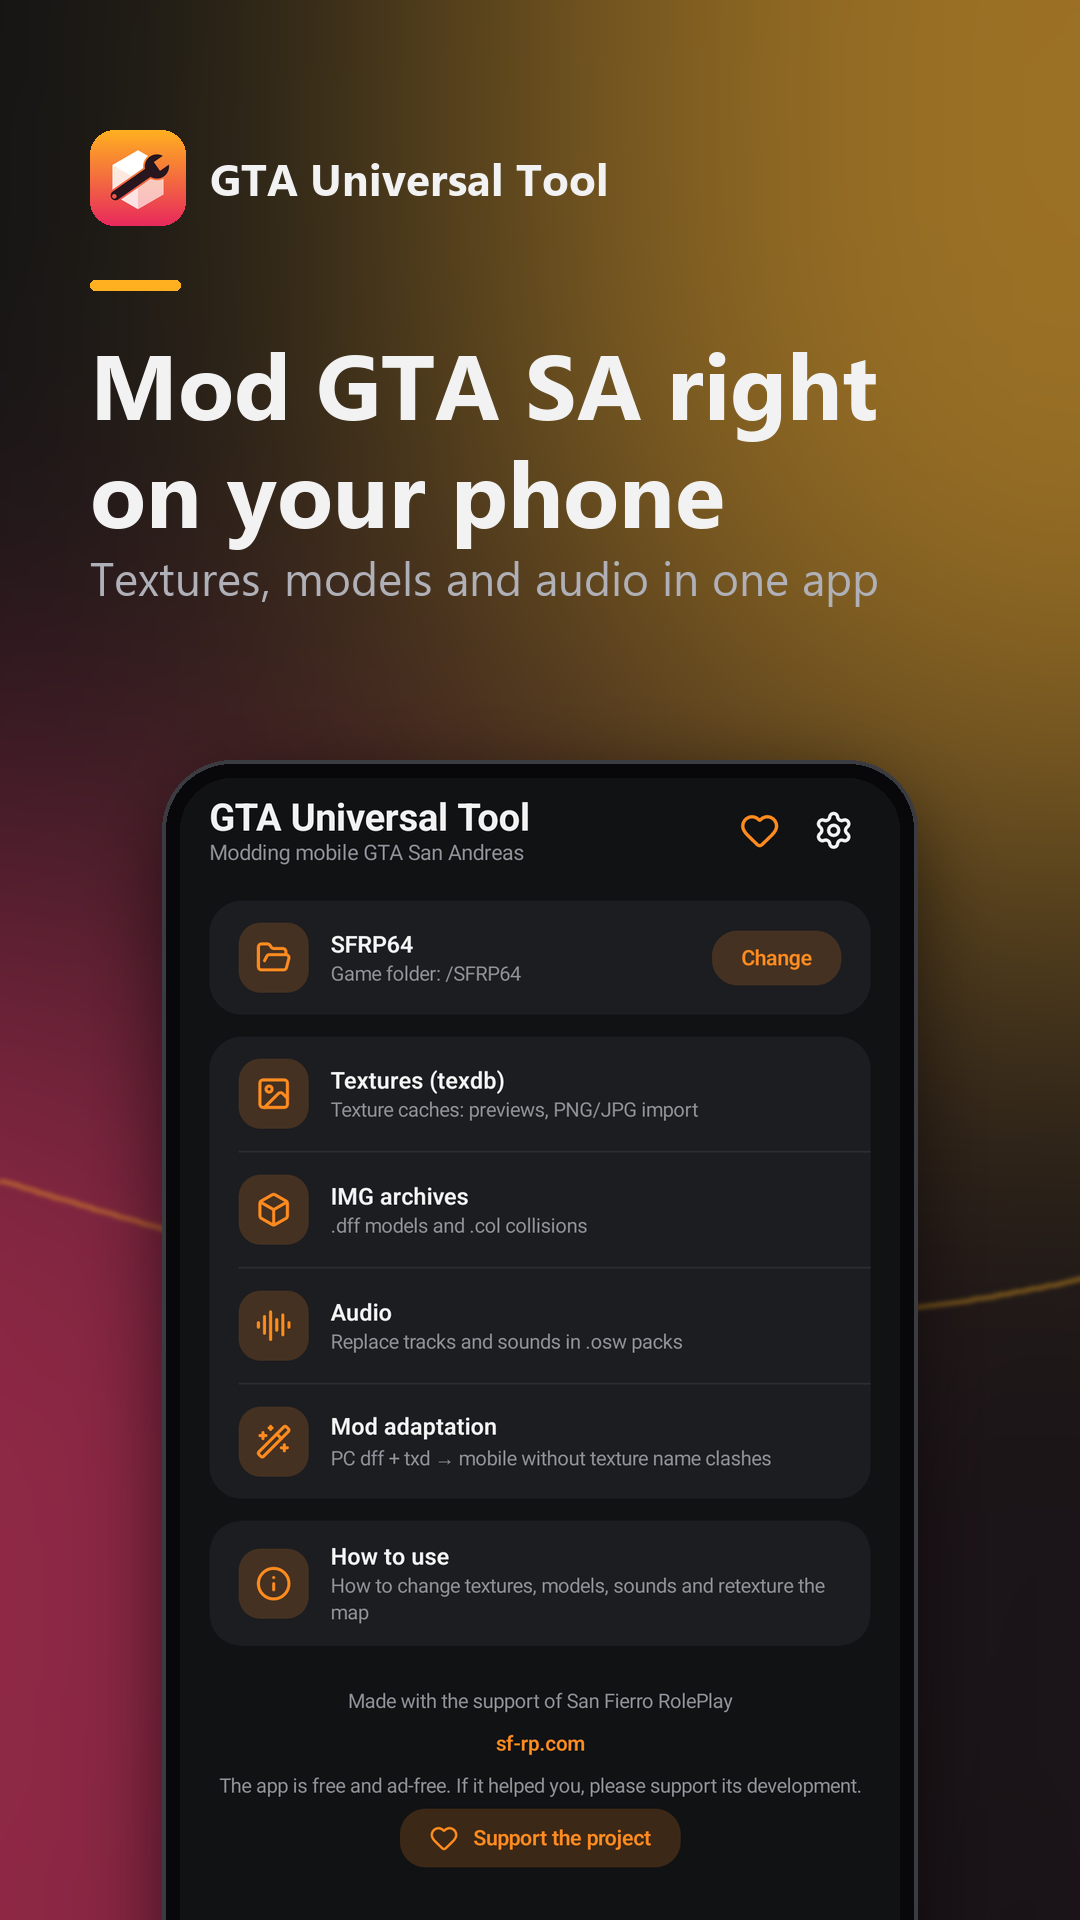 GTA Universal Tool
Mod GTA SA right
on your phone
Textures, models and audio in one app
GTA Universal Tool
Modding mobile GTA San Andreas
SFRP64
Game folder: /SFRP64
Change
Textures (texdb)
Texture caches: previews, PNG/JPG import
IMG archives
.dff models and .col collisions
Audio
Replace tracks and sounds in .osw packs
Mod adaptation
PC dff + txd → mobile without texture name clashes
How to use
How to change textures, models, sounds and retexture the
map
Made with the support of San Fierro RolePlay
sf-rp.com
The app is free and ad-free. If it helped you, please support its development.
Support the project